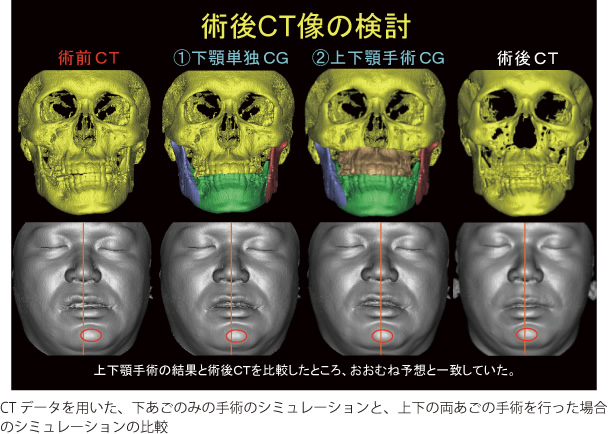 術後CT像の検討
術前CT ①下顎単独CG ②上下顎手術CG 術後CT
上下顎手術の結果と術後CTを比較したところ、おおむね予想と一致していた。
CT データを用いた、下あごのみの手術のシミュレーションと、上下の両あごの手術を行った場合
のシミュレーションの比較